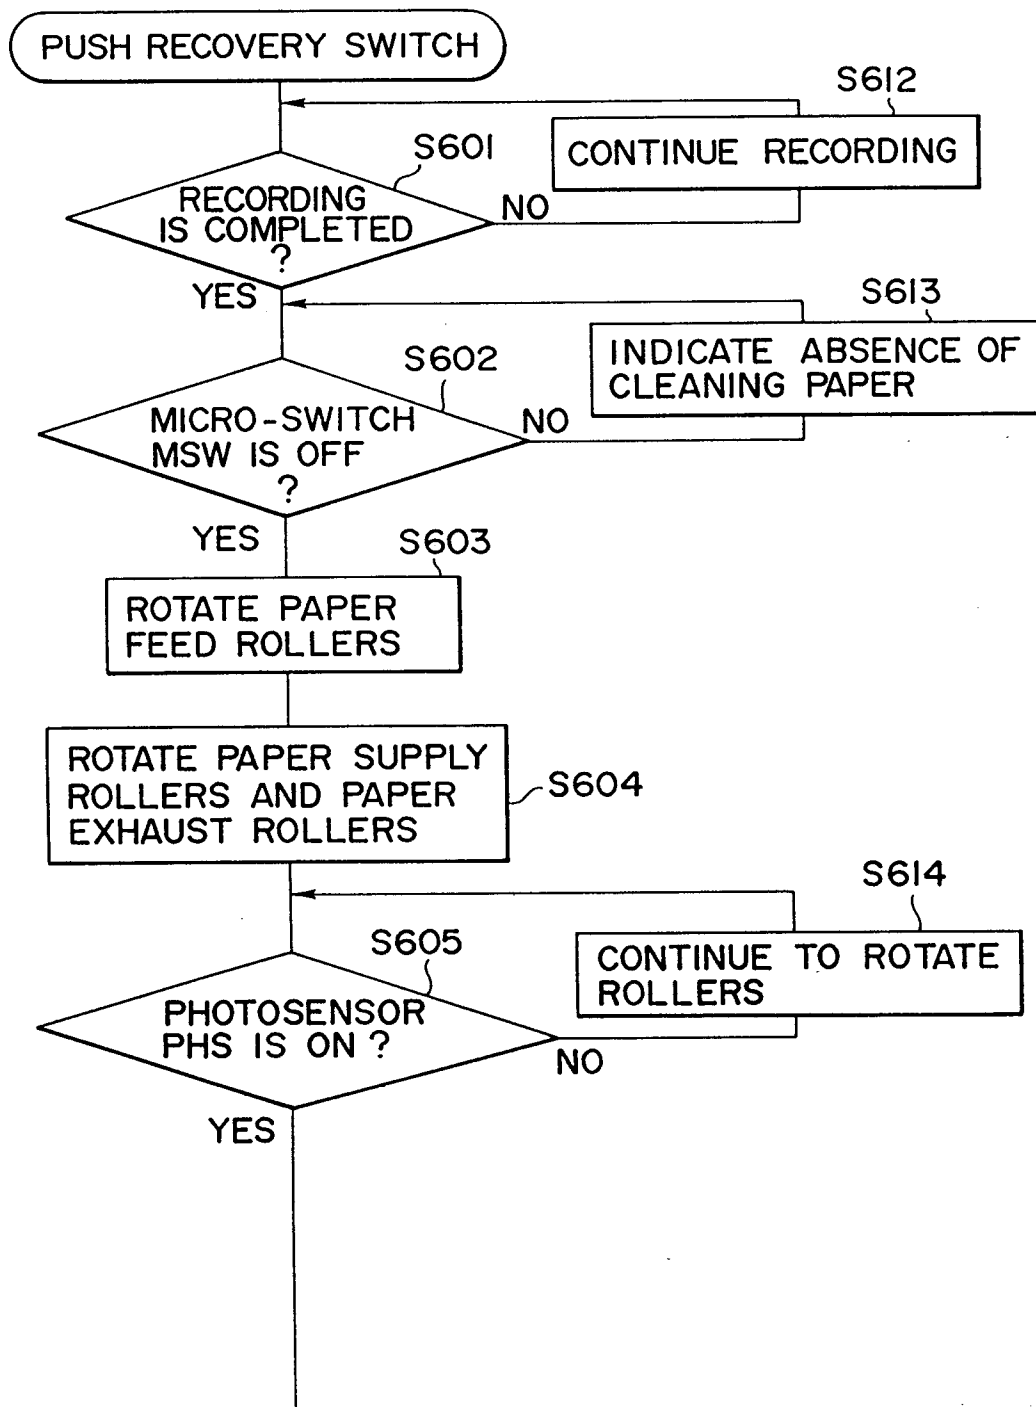 PUSH RECOVERY SWITCH
S612
CONTINUE RECORDING
S601
RECORDING
IS COMPLETED
?
NO
YES
S613
INDICATE ABSENCE OF
CLEANING PAPER
S602
MICRO-SWITCH
MSW IS OFF
?
NO
YES
S603
ROTATE PAPER
FEED ROLLERS
ROTATE PAPER SUPPLY
ROLLERS AND PAPER
EXHAUST ROLLERS
S604
S614
CONTINUE TO ROTATE
ROLLERS
S605
PHOTOSENSOR
PHS IS ON ?
NO
YES